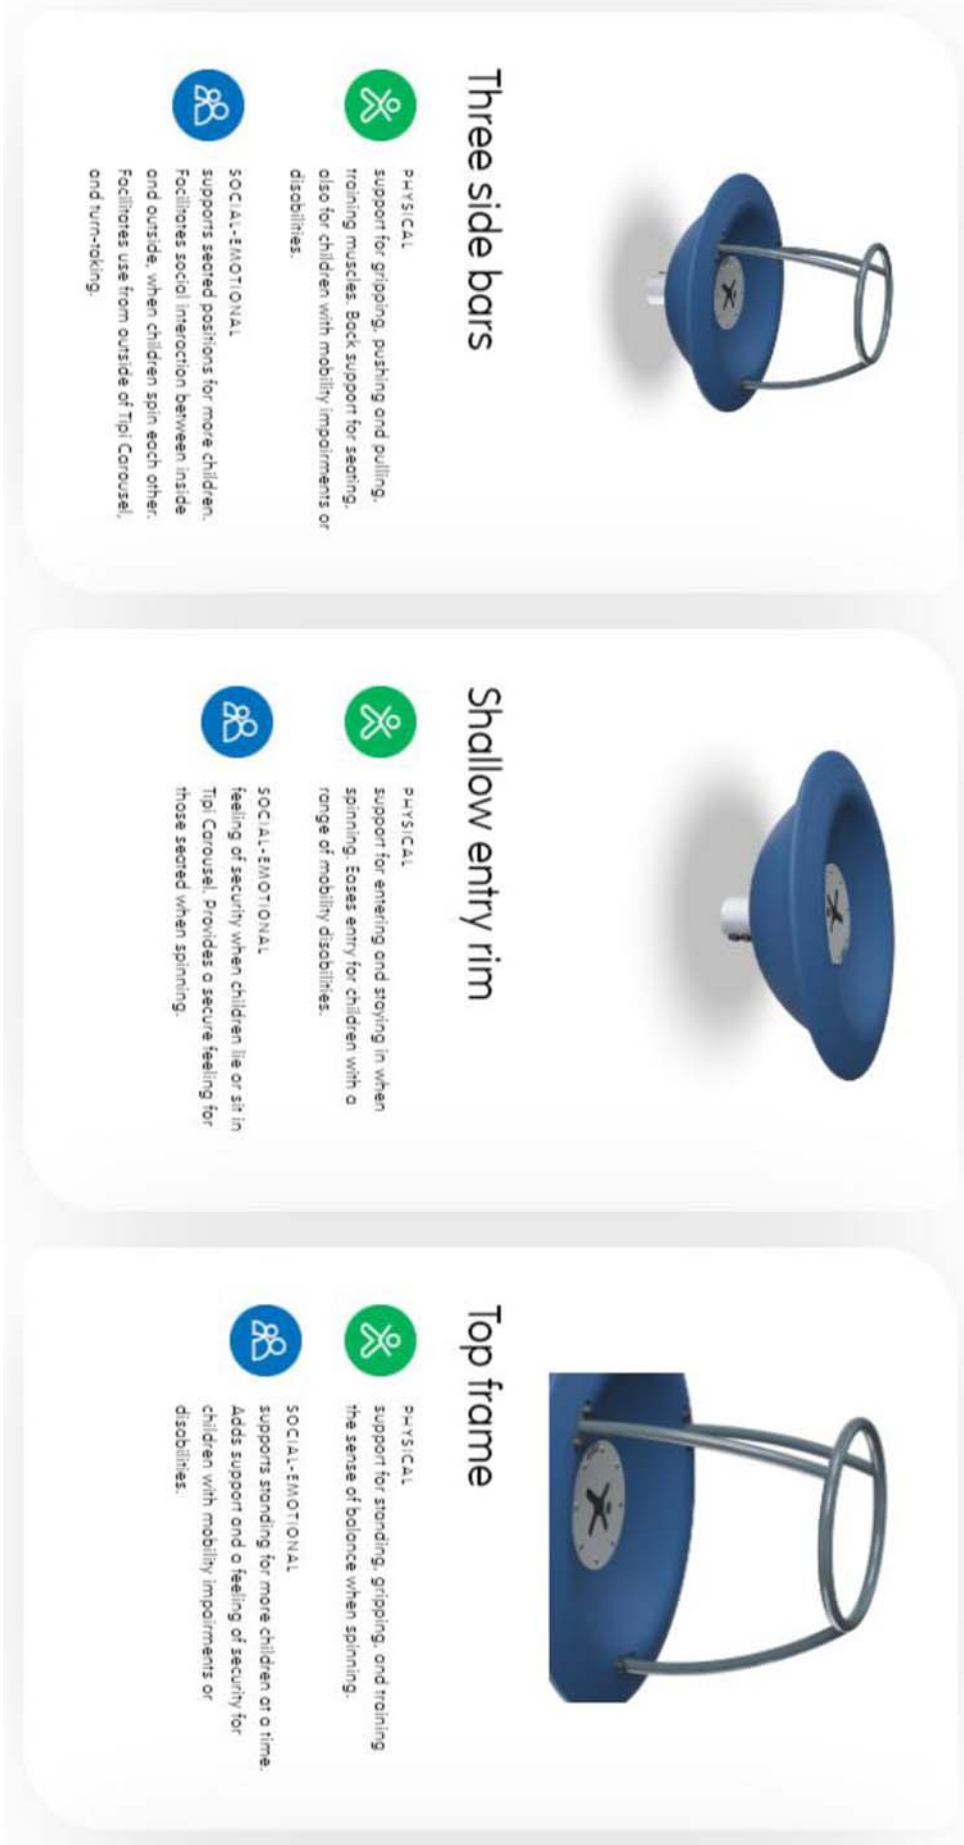 Three side bars
PHYSICAL
support for gripping, pushing and pulling,
training muscles. Back support for seating,
also for children with mobility impairments or
disabilities.
SOCIAL-EMOTIONAL
supports seated positions for more children.
Facilitates social interaction between inside
and outside, when children spin each other.
Facilitates use from outside of Tipi Carousel,
and turn-taking.
Shallow entry rim
PHYSICAL
support for entering and staying in when
spinning. Eases entry for children with a
range of mobility disabilities.
SOCIAL-EMOTIONAL
feeling of security when children lie or sit in
Tipi Carousel. Provides a secure feeling for
those seated when spinning.
Top frame
PHYSICAL
support for standing, gripping, and training
the sense of balance when spinning.
SOCIAL-EMOTIONAL
supports standing for more children at a time.
Adds support and a feeling of security for
children with mobility impairments or
disabilities.